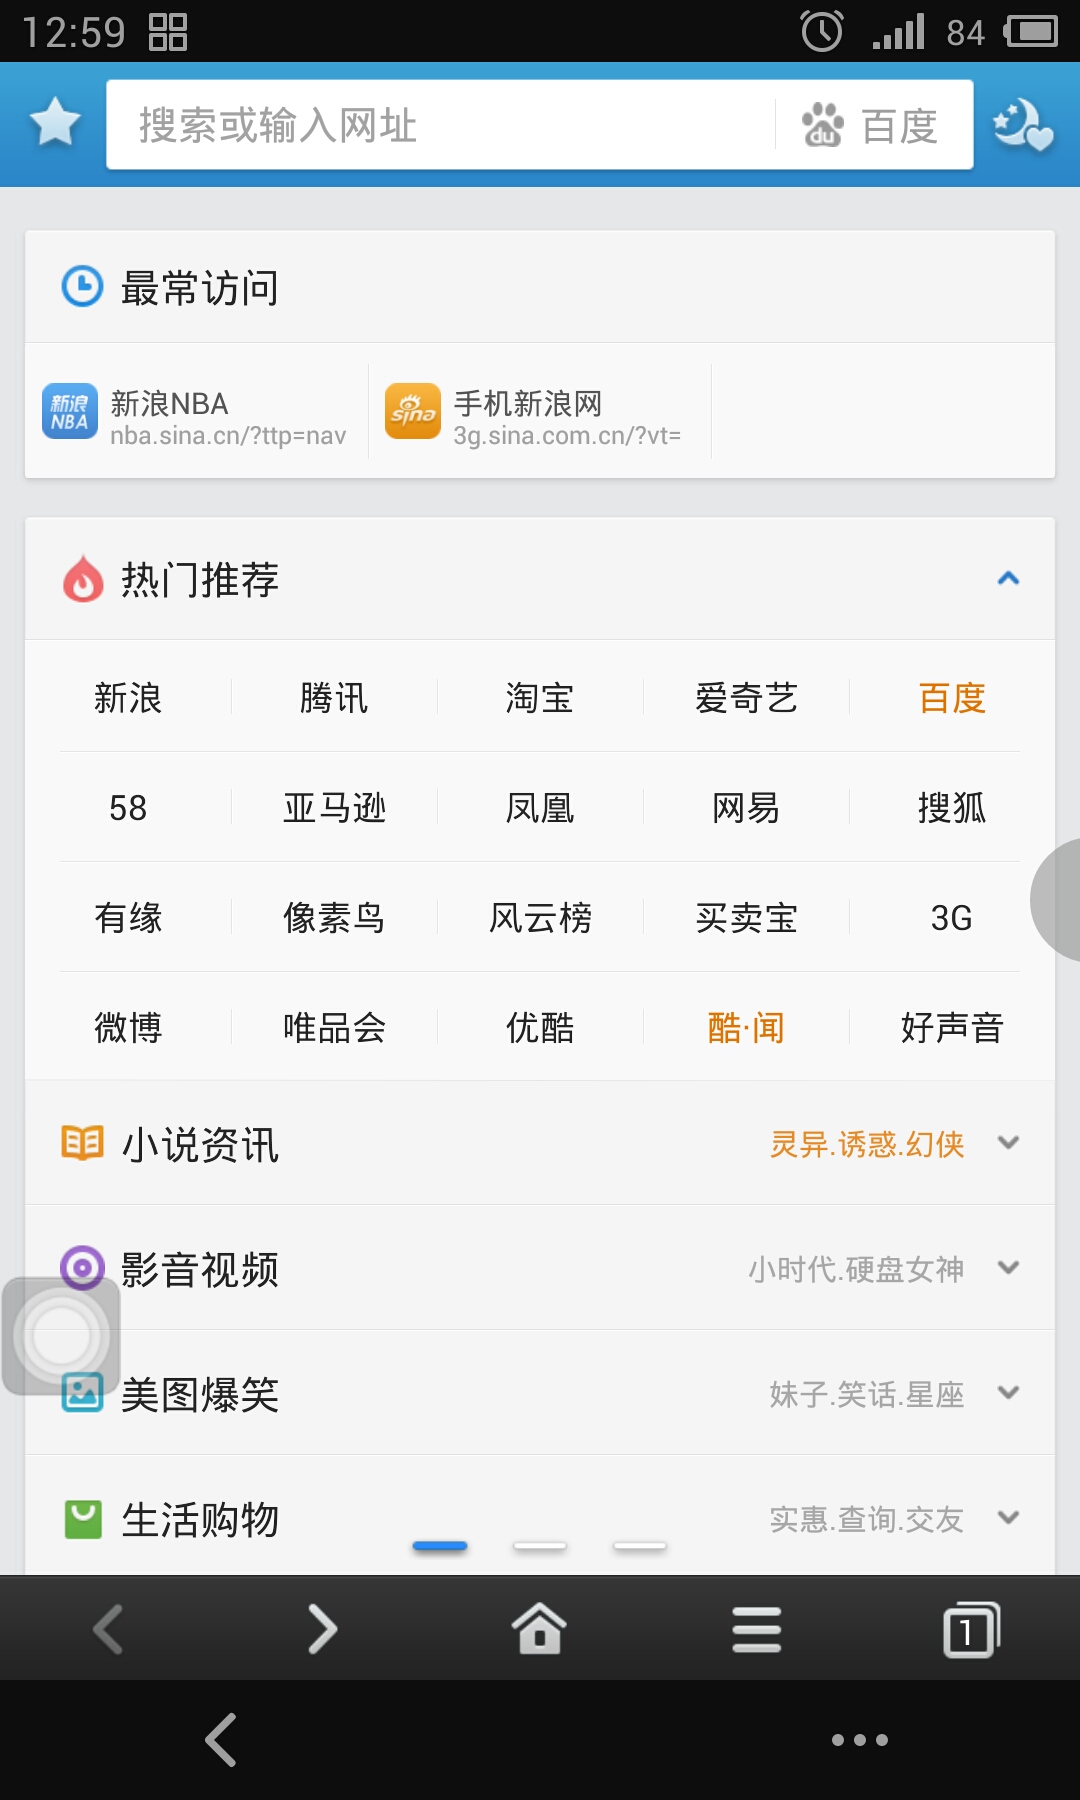 12:59 84
搜索或输入网址 du 百度
最常访问
新浪NBA 新浪NBA
nba.sina.cn/?ttp=nav
sina 手机新浪网
3g.sina.com.cn/?vt=
热门推荐
新浪 腾讯 淘宝 爱奇艺 百度
58 亚马逊 凤凰 网易 搜狐
有缘 像素鸟 风云榜 买卖宝 3G
微博 唯品会 优酷 酷·闻 好声音
小说资讯 灵异.诱惑.幻侠
影音视频 小时代.硬盘女神
美图爆笑 妹子.笑话.星座
生活购物 实惠.查询.交友
1